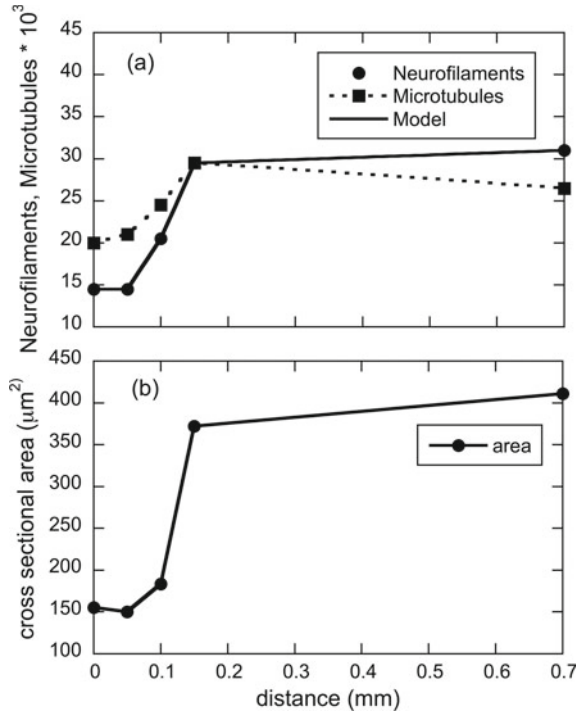 Neurofilaments, Microtubules * 10³
45
40
35
30
25
20
15
10
(a)
Neurofilaments
Microtubules
Model
cross sectional area (μm²)
450
400
350
300
250
200
150
100
(b)
area
0 0.1 0.2 0.3 0.4 0.5 0.6 0.7
distance (mm)